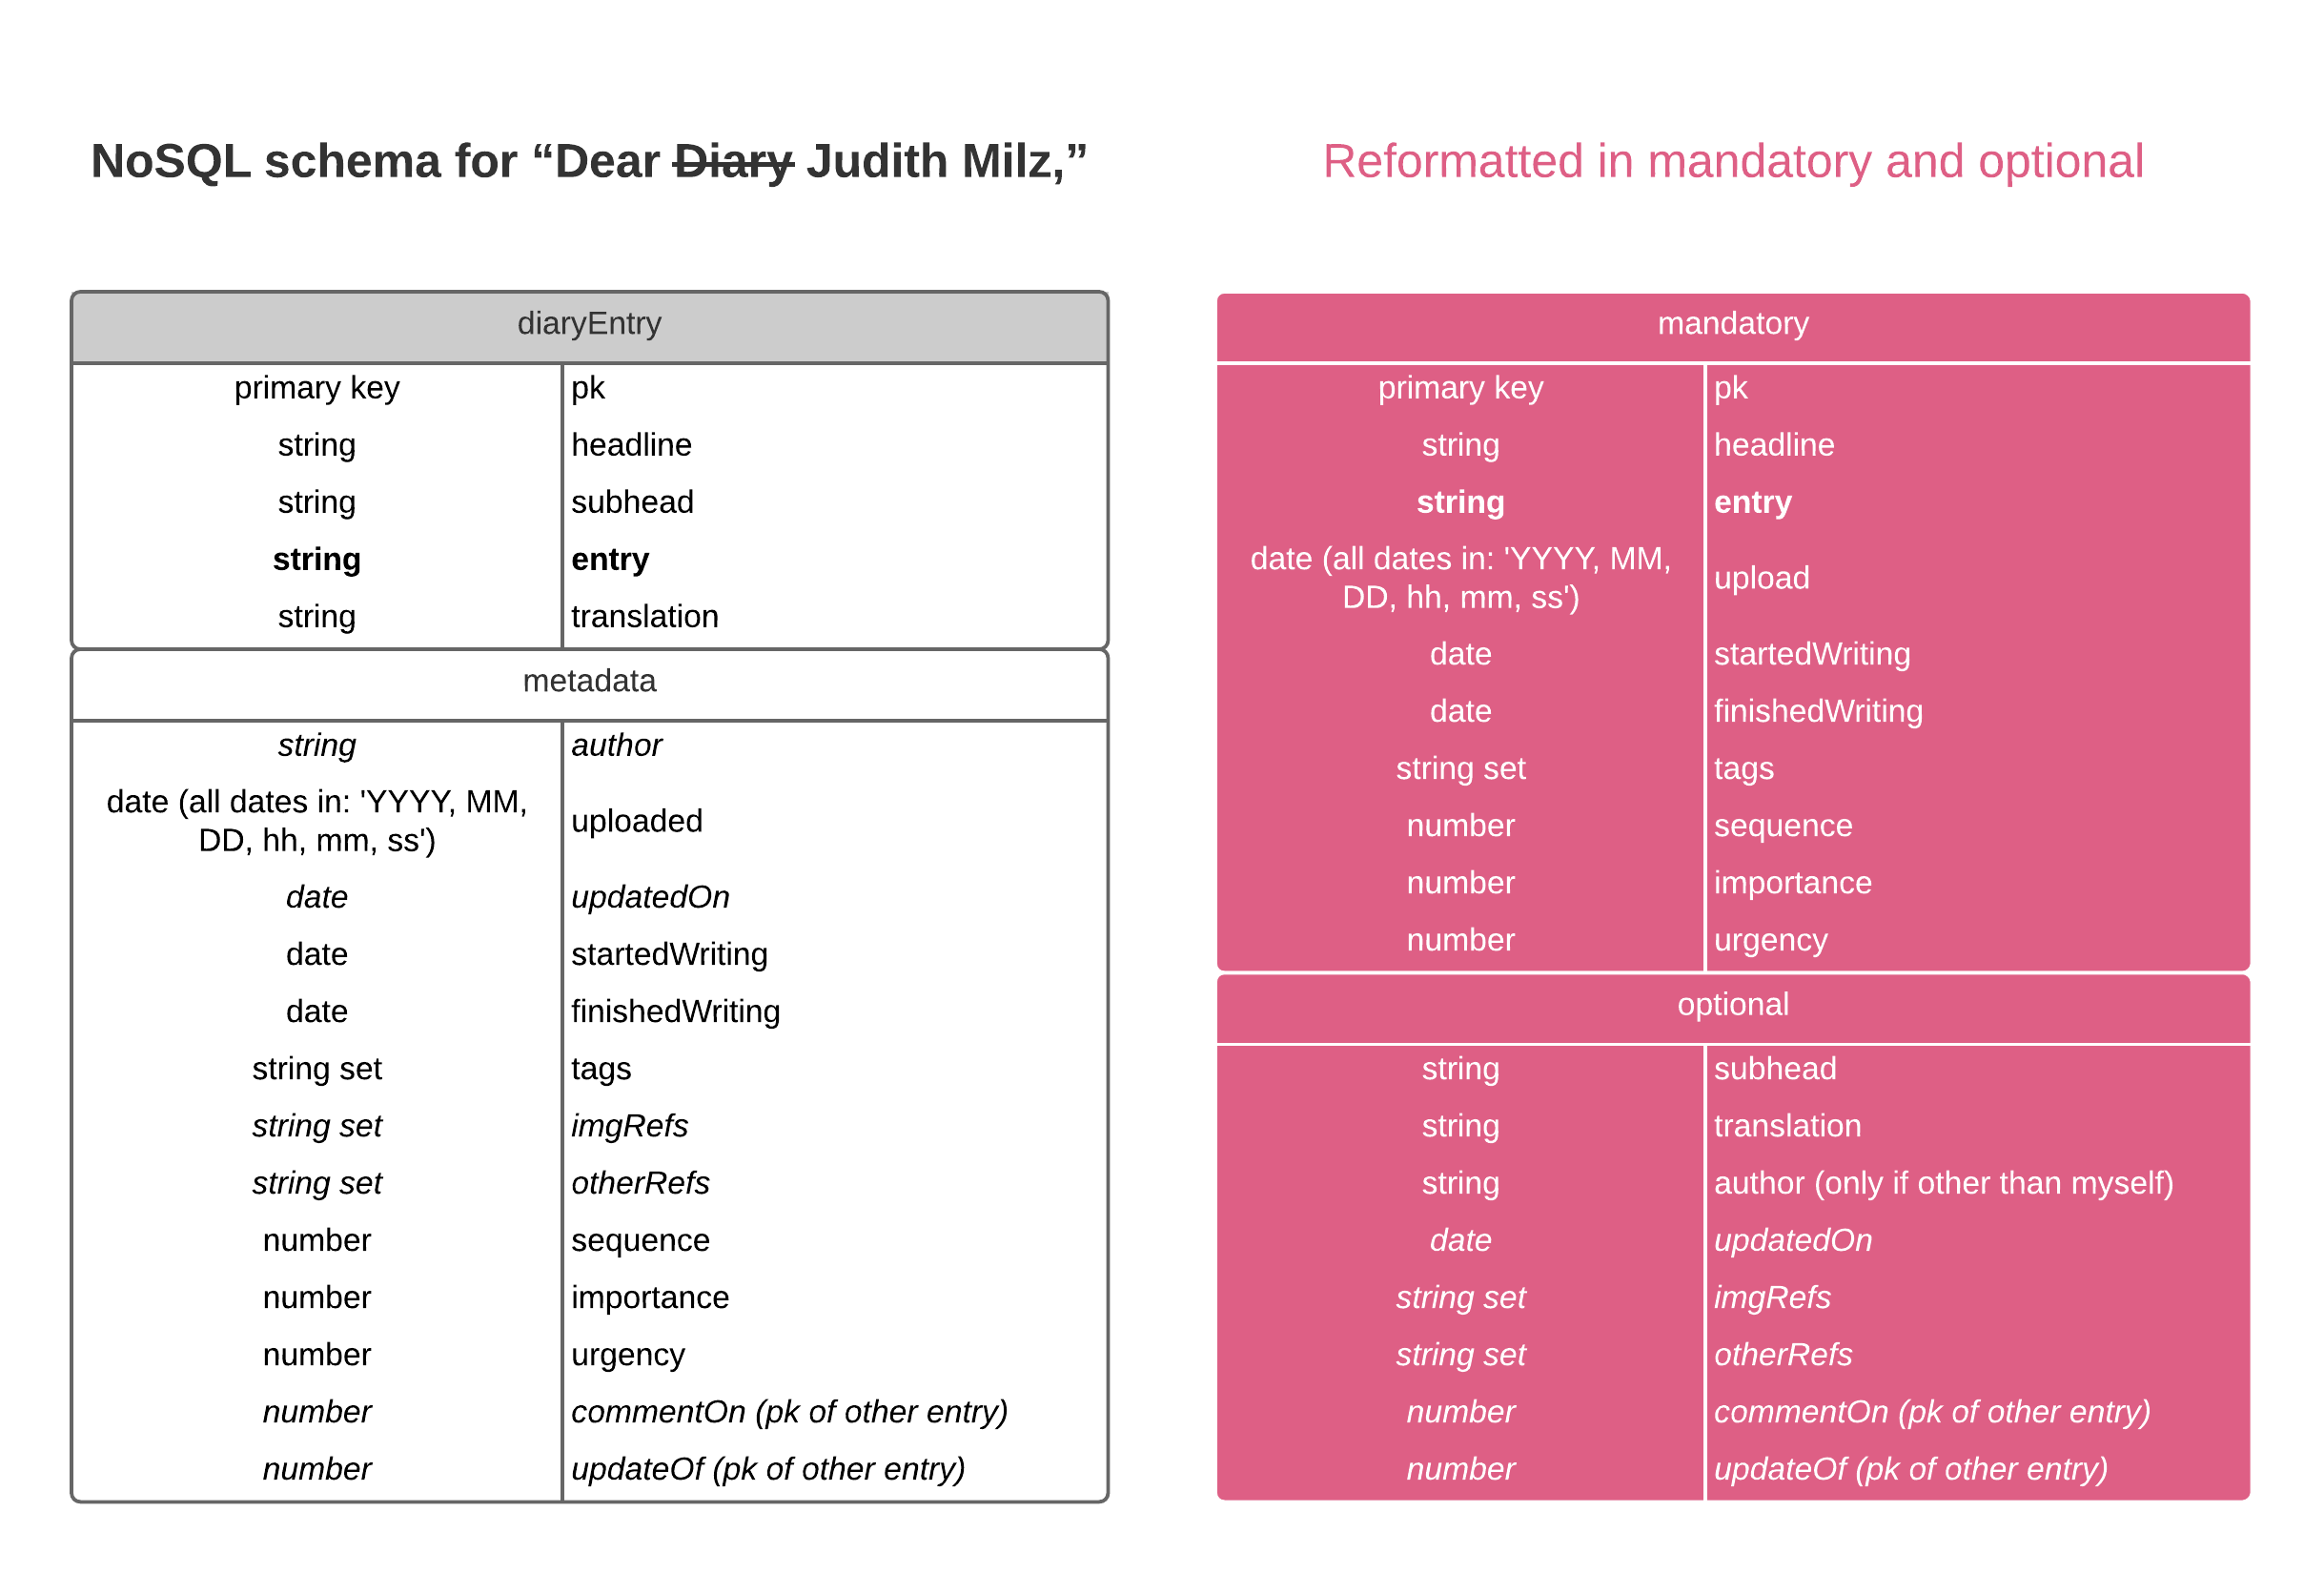 NoSQL schema for “Dear Diary Judith Milz,”
diaryEntry
primary key pk
string headline
string subhead
string entry
string translation
metadata
string author
date (all dates in: 'YYYY, MM,
DD, hh, mm, ss') uploaded
date updatedOn
date startedWriting
date finishedWriting
string set tags
string set imgRefs
string set otherRefs
number sequence
number importance
number urgency
number commentOn (pk of other entry)
number updateOf (pk of other entry)
Reformatted in mandatory and optional
mandatory
primary key pk
string headline
string entry
date (all dates in: 'YYYY, MM,
DD, hh, mm, ss') upload
date startedWriting
date finishedWriting
string set tags
number sequence
number importance
number urgency
optional
string subhead
string translation
string author (only if other than myself)
date updatedOn
string set imgRefs
string set otherRefs
number commentOn (pk of other entry)
number updateOf (pk of other entry)